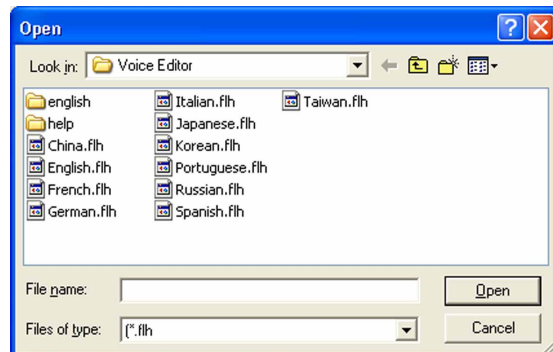 Open
Look in: Voice Editor
english
help
China.flh
English.flh
French.flh
German.flh
Italian.flh
Japanese.flh
Korean.flh
Portuguese.flh
Russian.flh
Spanish.flh
Taiwan.flh
File name:
Open
Files of type: (*.flh
Cancel